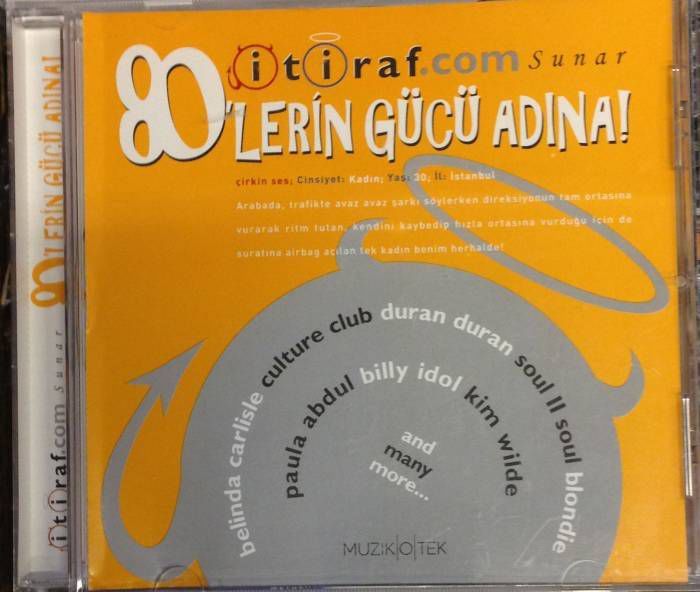 itiraf.com Sunar
80'LERİN GÜCÜ ADINA!
çirkin ses; Cinsiyet: Kadın; Yaş: 30; İl: İstanbul
Arabada, trafikte avaz avaz şarkı söylerken direksiyonun tam ortasına
vurarak ritm tutan, kendini kaybedip hızla ortasına vurduğu için de
suratına airbag açılan tek kadın benim herhalde!
belinda carlisle culture club duran duran soul II soul blondie
paula abdul billy idol kim wilde
and
many
more...
MUZIK|O|TEK
itiraf.com Sunar 80'LERİN GÜCÜ ADINA!